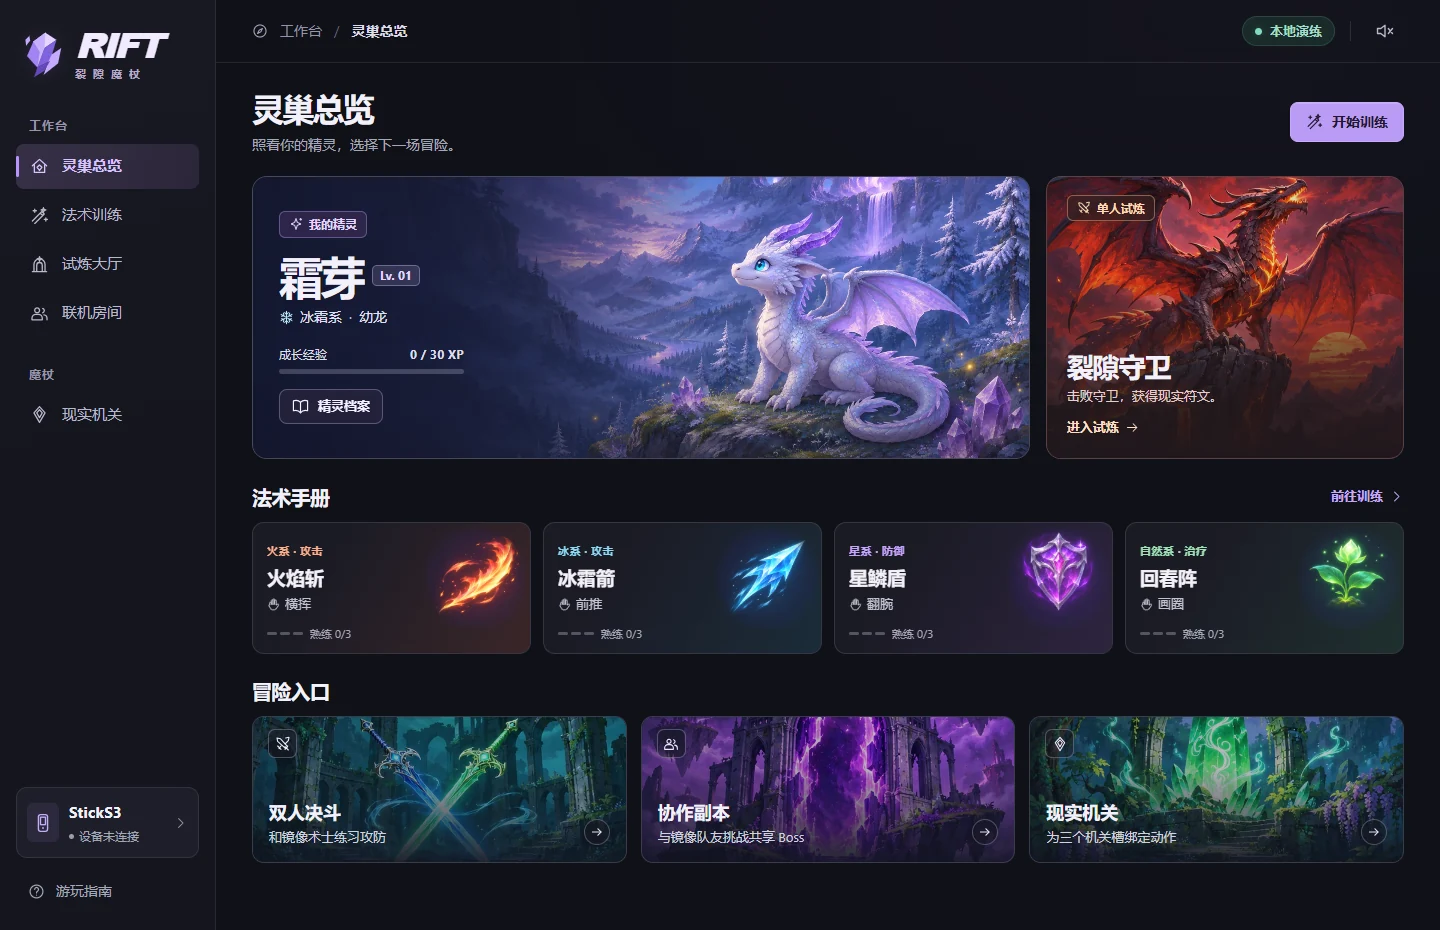 RIFT
裂隙魔杖
工作台
灵巢总览
法术训练
试炼大厅
联机房间
魔杖
现实机关
StickS3
设备未连接
游玩指南
工作台 / 灵巢总览
本地演练
灵巢总览
照看你的精灵，选择下一场冒险。
开始训练
我的精灵
霜芽 Lv. 01
冰霜系 · 幼龙
成长经验 0 / 30 XP
精灵档案
单人试炼
裂隙守卫
击败守卫，获得现实符文。
进入试炼 →
法术手册
前往训练
火系 · 攻击
火焰斩
横挥
熟练 0/3
冰系 · 攻击
冰霜箭
前推
熟练 0/3
星系 · 防御
星鳞盾
翻腕
熟练 0/3
自然系 · 治疗
回春阵
画圈
熟练 0/3
冒险入口
双人决斗
和镜像术士练习攻防
协作副本
与镜像队友挑战共享 Boss
现实机关
为三个机关槽绑定动作